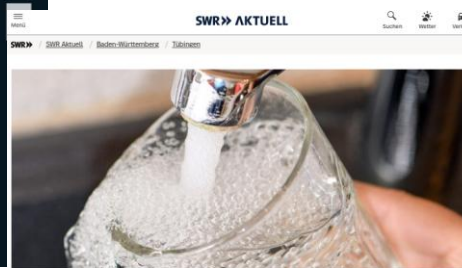 SWR» AKTUELL
Menü
Suchen
Wetter
SWR» / SWR Aktuell / Baden-Württemberg / Tübingen